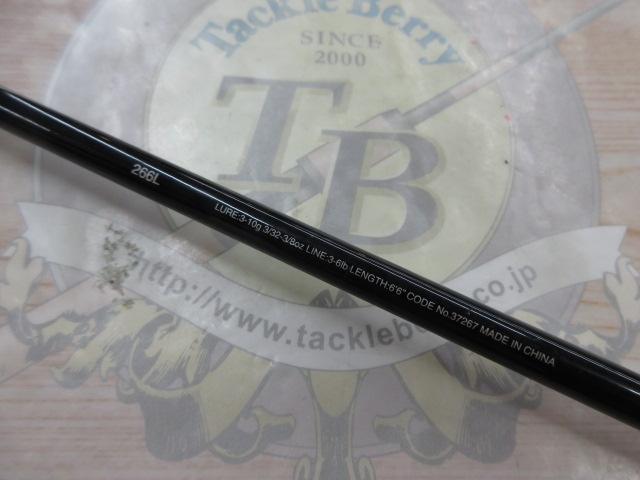 Tackle Berry
SINCE
2000
TB
266L
LURE:3-10g 3/32-3/8oz LINE:3-6lb LENGTH:6'6" CODE No.37267 MADE IN CHINA
http://www.tackleb co.jp